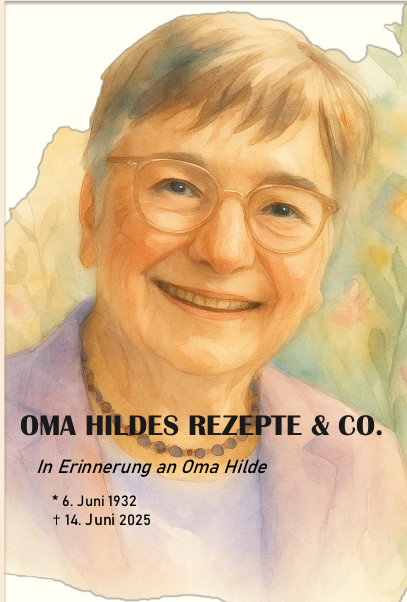 OMA HILDES REZEPTE & CO.
In Erinnerung an Oma Hilde
* 6. Juni 1932
† 14. Juni 2025